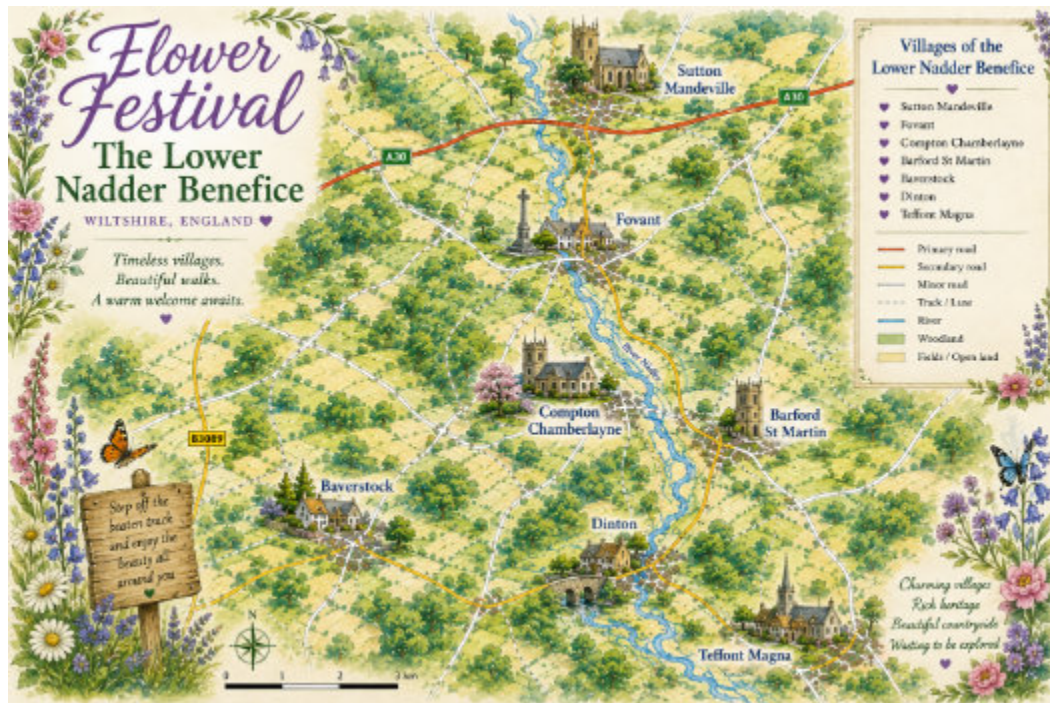 Flower
Festival
The Lower
Nadder Benefice
WILTSHIRE, ENGLAND
Timeless villages.
Beautiful walks.
A warm welcome awaits.
Sutton
Mandeville
A30
A30
Fovant
River Nadder
Compton
Chamberlayne
Barford
St Martin
B3089
Baverstock
Dinton
Teffont Magna
Step off the
beaten track
and enjoy the
beauty all
around you
N
0 1 2 3 km
Villages of the
Lower Nadder Benefice
Sutton Mandeville
Fovant
Compton Chamberlayne
Barford St Martin
Baverstock
Dinton
Teffont Magna
Primary road
Secondary road
Minor road
Track / Lane
River
Woodland
Fields / Open land
Charming villages
Rich heritage
Beautiful countryside
Waiting to be explored